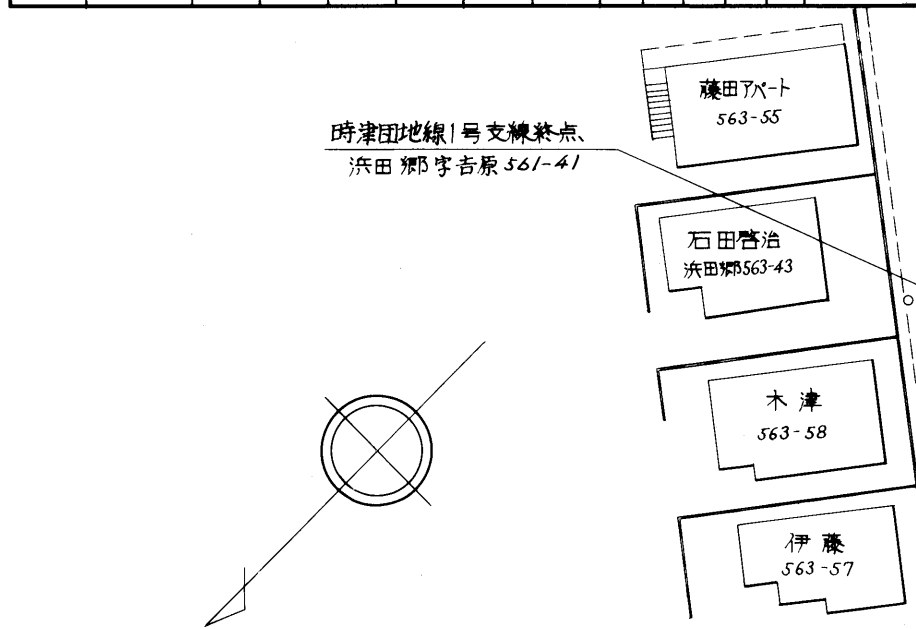 藤田アパート
563-55
時津団地線1号支線終点、
浜田郷字吉原561-41
石田啓治
浜田郷563-43
木津
563-58
伊藤
563-57